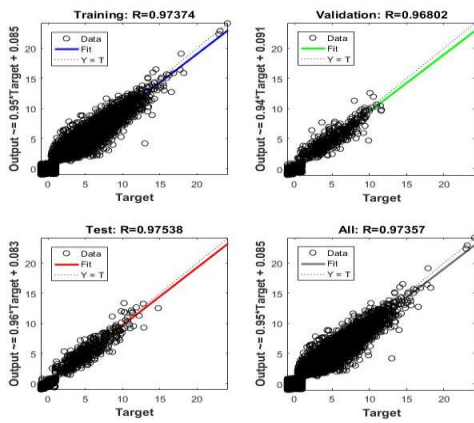 Training: R=0.97374
Output ~= 0.95*Target + 0.085
20
15
10
5
0
Data
Fit
Y = T
0 5 10 15 20
Target
Validation: R=0.96802
Output ~= 0.94*Target + 0.091
20
15
10
5
0
Data
Fit
Y = T
0 5 10 15 20
Target
Test: R=0.97538
Output ~= 0.96*Target + 0.083
20
15
10
5
0
Data
Fit
Y = T
0 5 10 15 20
Target
All: R=0.97357
Output ~= 0.95*Target + 0.085
20
15
10
5
0
Data
Fit
Y = T
0 5 10 15 20
Target